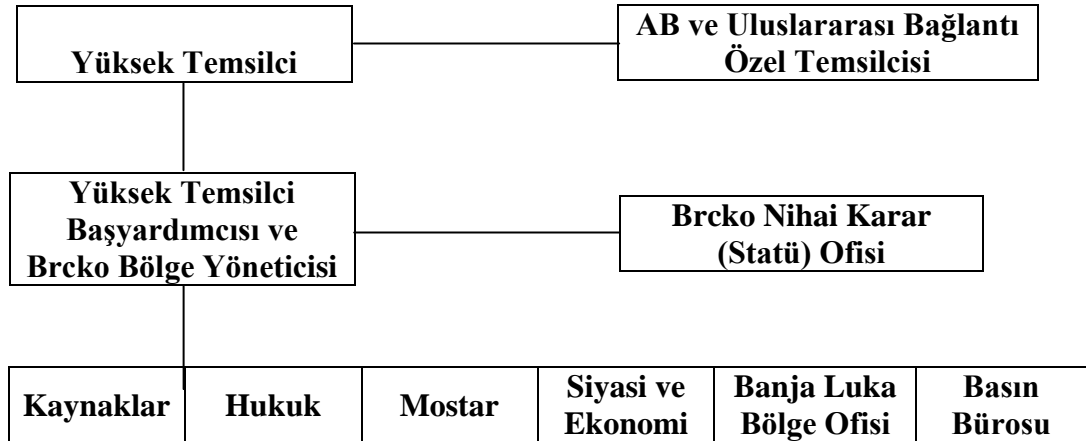 Yüksek Temsilci
AB ve Uluslararası Bağlantı
Özel Temsilcisi
Yüksek Temsilci
Başyardımcısı ve
Brcko Bölge Yöneticisi
Brcko Nihai Karar
(Statü) Ofisi
Kaynaklar
Hukuk
Mostar
Siyasi ve
Ekonomi
Banja Luka
Bölge Ofisi
Basın
Bürosu